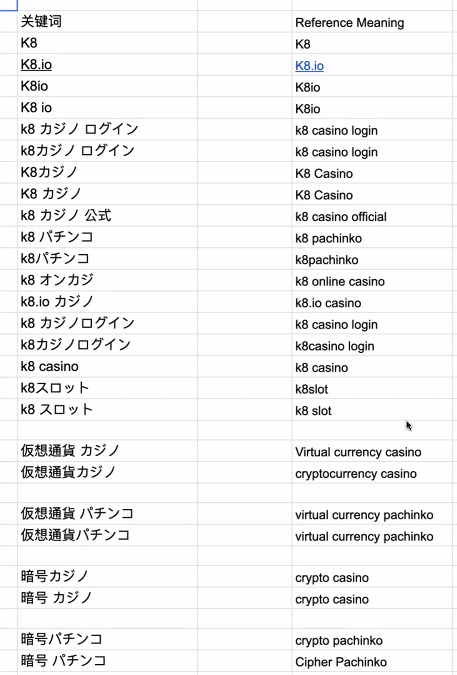 关键词 Reference Meaning
K8 K8
K8.io K8.io
K8io K8io
K8 io K8io
k8 カジノ ログイン k8 casino login
k8カジノ ログイン k8 casino login
K8カジノ K8 Casino
K8 カジノ K8 Casino
k8 カジノ 公式 k8 casino official
k8 パチンコ k8 pachinko
k8パチンコ k8pachinko
k8 オンカジ k8 online casino
k8.io カジノ k8.io casino
k8 カジノログイン k8 casino login
k8カジノログイン k8casino login
k8 casino k8 casino
k8スロット k8slot
k8 スロット k8 slot
仮想通貨 カジノ Virtual currency casino
仮想通貨カジノ cryptocurrency casino
仮想通貨 パチンコ virtual currency pachinko
仮想通貨パチンコ virtual currency pachinko
暗号カジノ crypto casino
暗号 カジノ crypto casino
暗号パチンコ crypto pachinko
暗号 パチンコ Cipher Pachinko